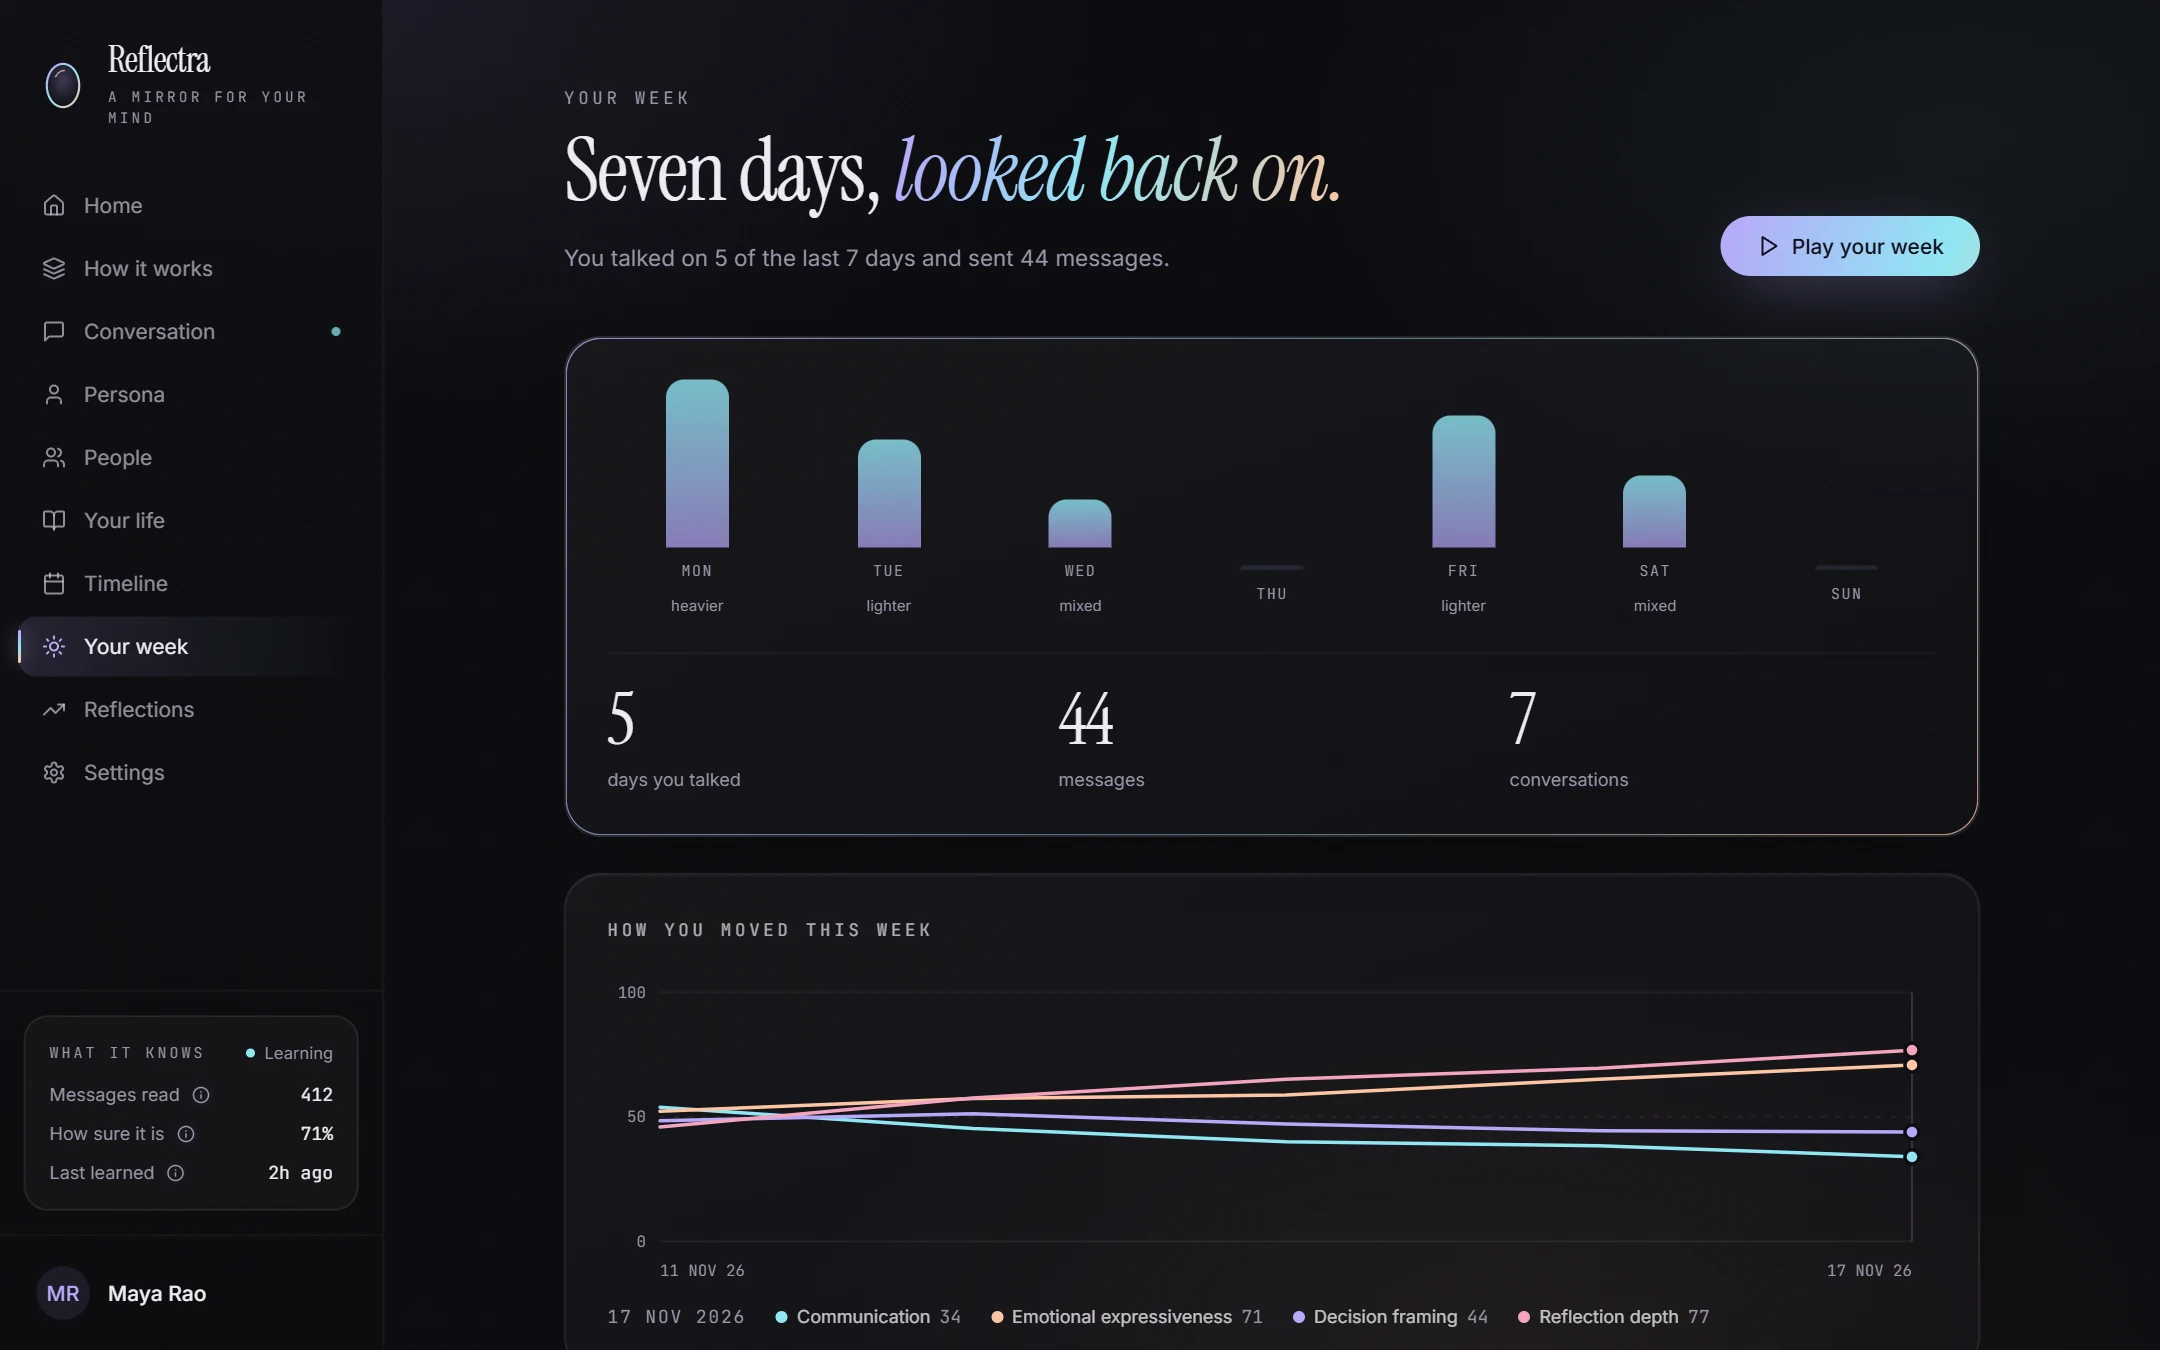 Reflectra
A MIRROR FOR YOUR
MIND
Home
How it works
Conversation
Persona
People
Your life
Timeline
Your week
Reflections
Settings
WHAT IT KNOWS
Learning
Messages read 412
How sure it is 71%
Last learned 2h ago
MR Maya Rao
YOUR WEEK
Seven days, looked back on.
You talked on 5 of the last 7 days and sent 44 messages.
Play your week
MON TUE WED THU FRI SAT SUN
heavier lighter mixed lighter mixed
5 44 7
days you talked messages conversations
HOW YOU MOVED THIS WEEK
100
50
0
11 NOV 26 17 NOV 26
17 NOV 2026 Communication 34 Emotional expressiveness 71 Decision framing 44 Reflection depth 77